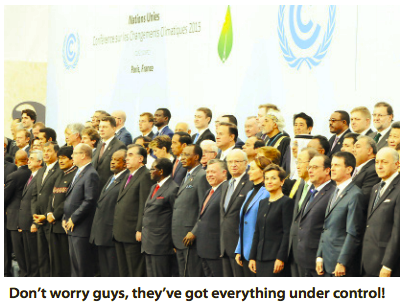 Nations Unies
Conférence sur les Changements Climatiques 2015
Paris, France
Don't worry guys, they've got everything under control!